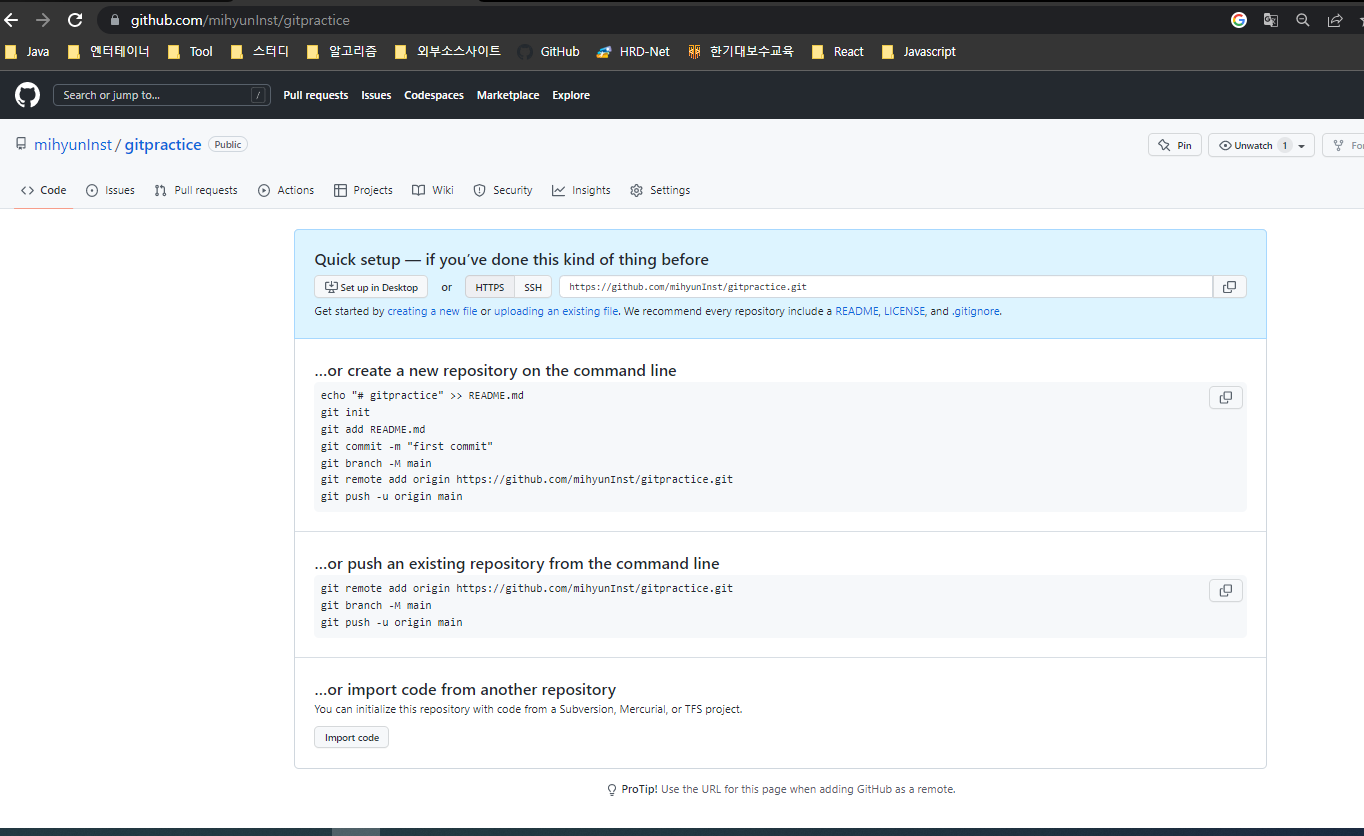 github.com/mihyunInst/gitpractice
Java 엔터테이너 Tool 스터디 알고리즘 외부소스사이트 GitHub HRD-Net 한기대보수교육 React Javascript
Search or jump to... / Pull requests Issues Codespaces Marketplace Explore
mihyunInst / gitpractice Public Pin Unwatch 1
Code Issues Pull requests Actions Projects Wiki Security Insights Settings
Quick setup — if you've done this kind of thing before
Set up in Desktop or HTTPS SSH https://github.com/mihyunInst/gitpractice.git
Get started by creating a new file or uploading an existing file. We recommend every repository include a README, LICENSE, and .gitignore.
…or create a new repository on the command line
echo "# gitpractice" >> README.md
git init
git add README.md
git commit -m "first commit"
git branch -M main
git remote add origin https://github.com/mihyunInst/gitpractice.git
git push -u origin main
…or push an existing repository from the command line
git remote add origin https://github.com/mihyunInst/gitpractice.git
git branch -M main
git push -u origin main
…or import code from another repository
You can initialize this repository with code from a Subversion, Mercurial, or TFS project.
Import code
ProTip! Use the URL for this page when adding GitHub as a remote.